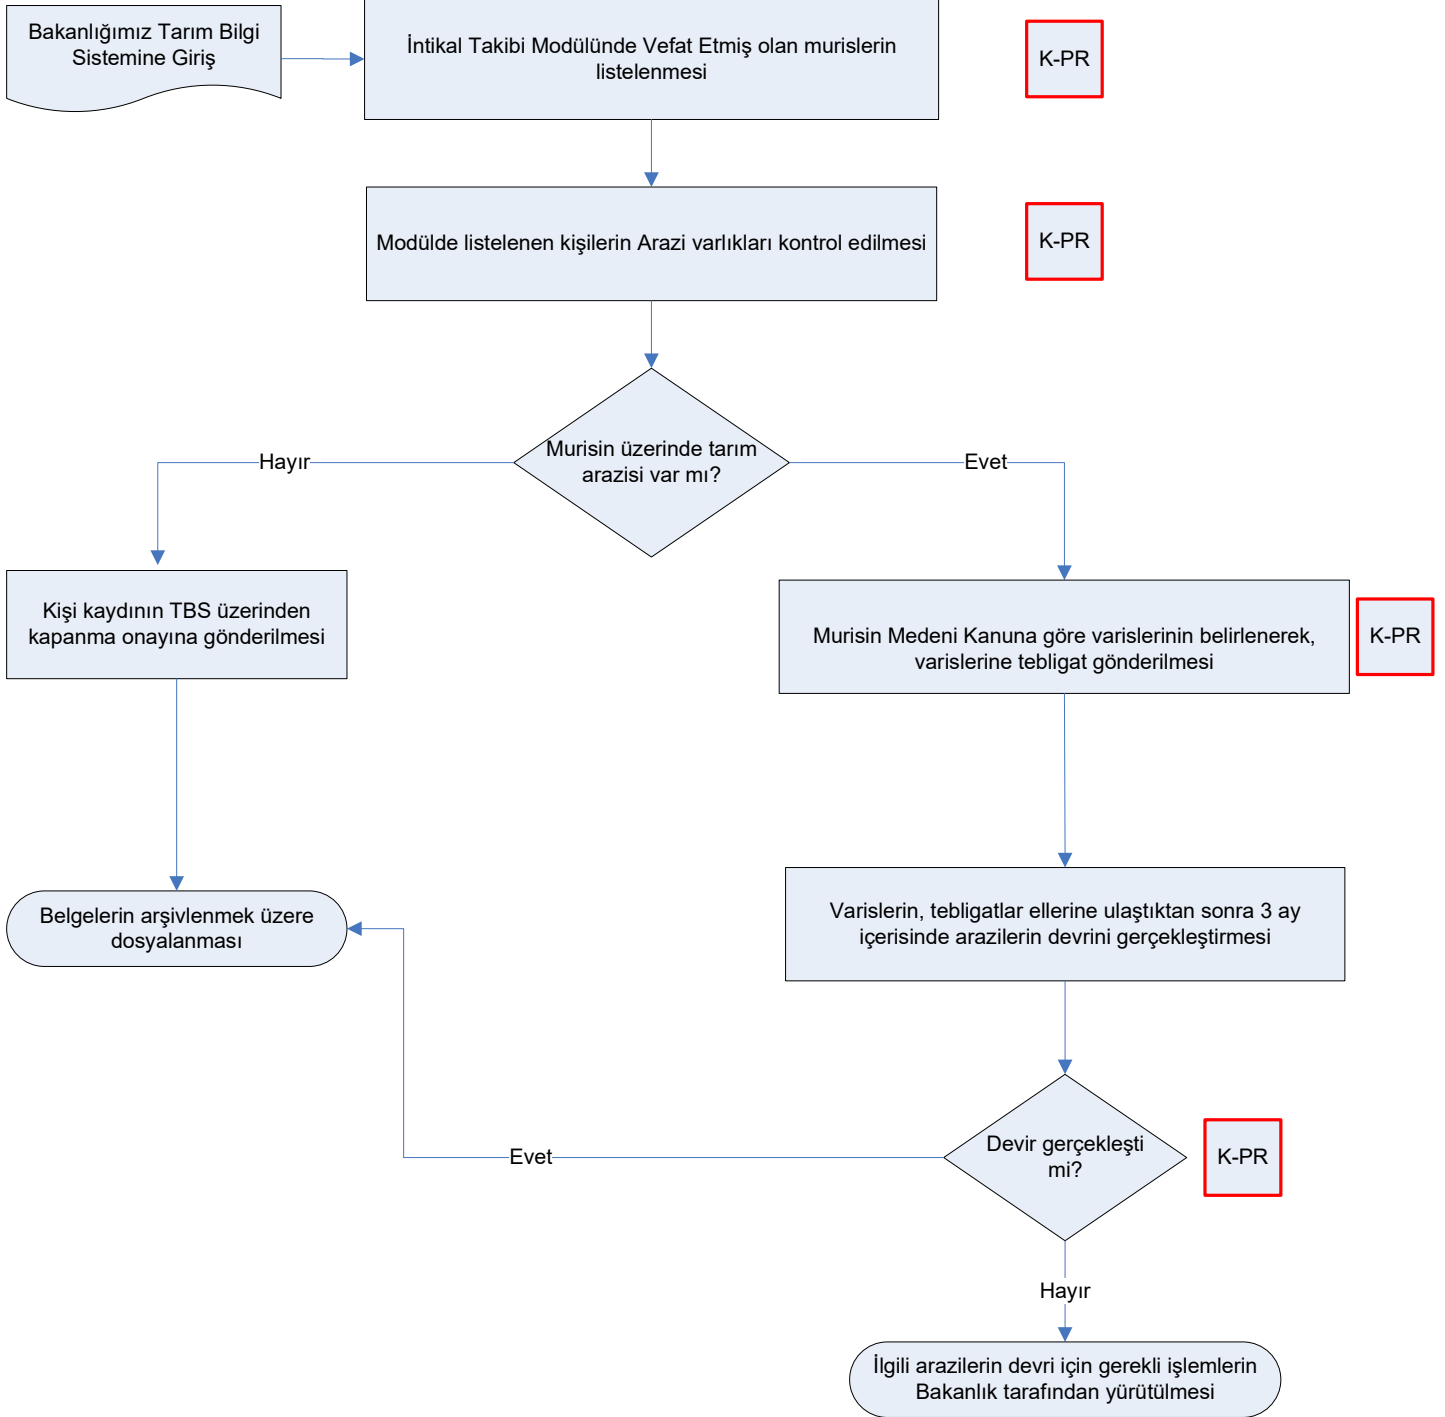 Bakanlığımız Tarım Bilgi
Sistemine Giriş
İntikal Takibi Modülünde Vefat Etmiş olan murislerin
listelenmesi
K-PR
Modülde listelenen kişilerin Arazi varlıkları kontrol edilmesi
K-PR
Murisin üzerinde tarım
arazisi var mı?
Hayır
Evet
Kişi kaydının TBS üzerinden
kapanma onayına gönderilmesi
Murisin Medeni Kanuna göre varislerinin belirlenerek,
varislerine tebligat gönderilmesi
K-PR
Belgelerin arşivlenmek üzere
dosyalanması
Varislerin, tebligatlar ellerine ulaştıktan sonra 3 ay
içerisinde arazilerin devrini gerçekleştirmesi
Devir gerçekleşti
mi?
K-PR
Evet
Hayır
İlgili arazilerin devri için gerekli işlemlerin
Bakanlık tarafından yürütülmesi